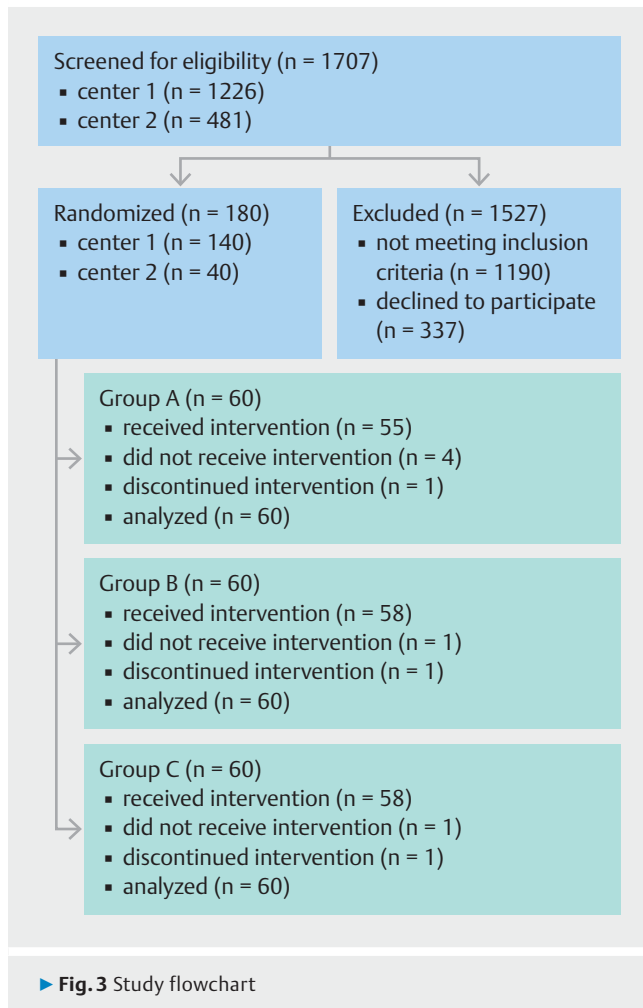 Screened for eligibility (n = 1707)
▪ center 1 (n = 1226)
▪ center 2 (n = 481)
Randomized (n = 180)
▪ center 1 (n = 140)
▪ center 2 (n = 40)
Excluded (n = 1527)
▪ not meeting inclusion
criteria (n = 1190)
▪ declined to participate
(n = 337)
Group A (n = 60)
▪ received intervention (n = 55)
▪ did not receive intervention (n = 4)
▪ discontinued intervention (n = 1)
▪ analyzed (n = 60)
Group B (n = 60)
▪ received intervention (n = 58)
▪ did not receive intervention (n = 1)
▪ discontinued intervention (n = 1)
▪ analyzed (n = 60)
Group C (n = 60)
▪ received intervention (n = 58)
▪ did not receive intervention (n = 1)
▪ discontinued intervention (n = 1)
▪ analyzed (n = 60)
▶ Fig. 3 Study flowchart